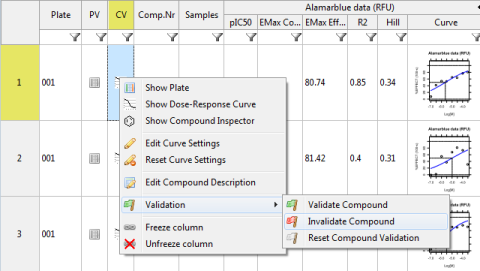 Alamarblue data (RFU)
Plate PV CV Comp.Nr Samples pIC50 EMax Co... EMax Eff... R2 Hill Curve
Alamarblue data (RFU)
1 001 80.74 0.85 0.34
Show Plate
Show Dose-Response Curve
Show Compound Inspector
Alamarblue data (RFU)
Edit Curve Settings
2 001 81.42 0.4 0.31
Reset Curve Settings
Edit Compound Description
Validation Validate Compound
Alamarblue data (RFU)
Freeze column Invalidate Compound
3 001
Unfreeze column Reset Compound Validation